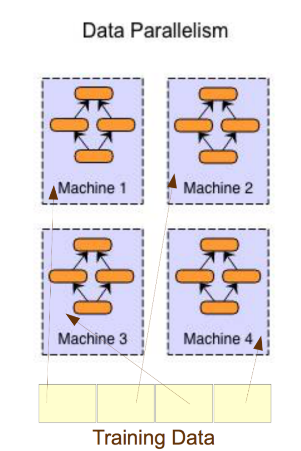 Data Parallelism
Machine 1
Machine 2
Machine 3
Machine 4
Training Data